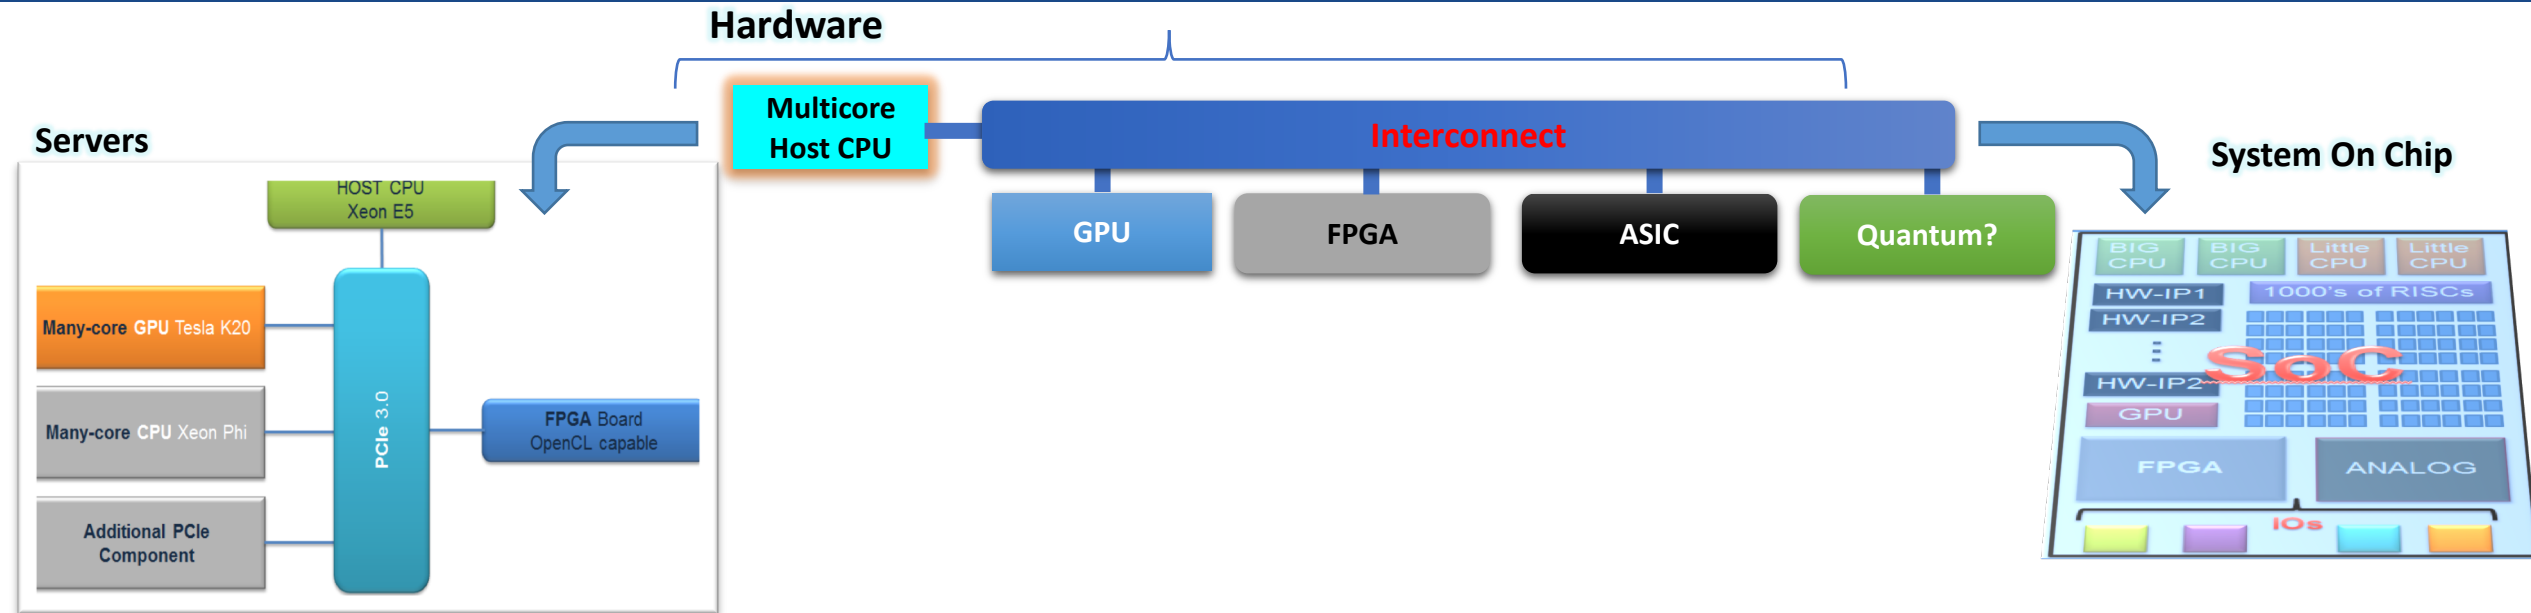 Hardware
Multicore
Host CPU
Interconnect
GPU
FPGA
ASIC
Quantum?
Servers
HOST CPU
Xeon E5
Many-core GPU Tesla K20
Many-core CPU Xeon Phi
Additional PCIe
Component
PCIe 3.0
FPGA Board
OpenCL capable
System On Chip
BIG
CPU
BIG
CPU
Little
CPU
Little
CPU
HW-IP1
1000's of RISCs
HW-IP2
SoC
HW-IP2
GPU
FPGA
ANALOG
IOs